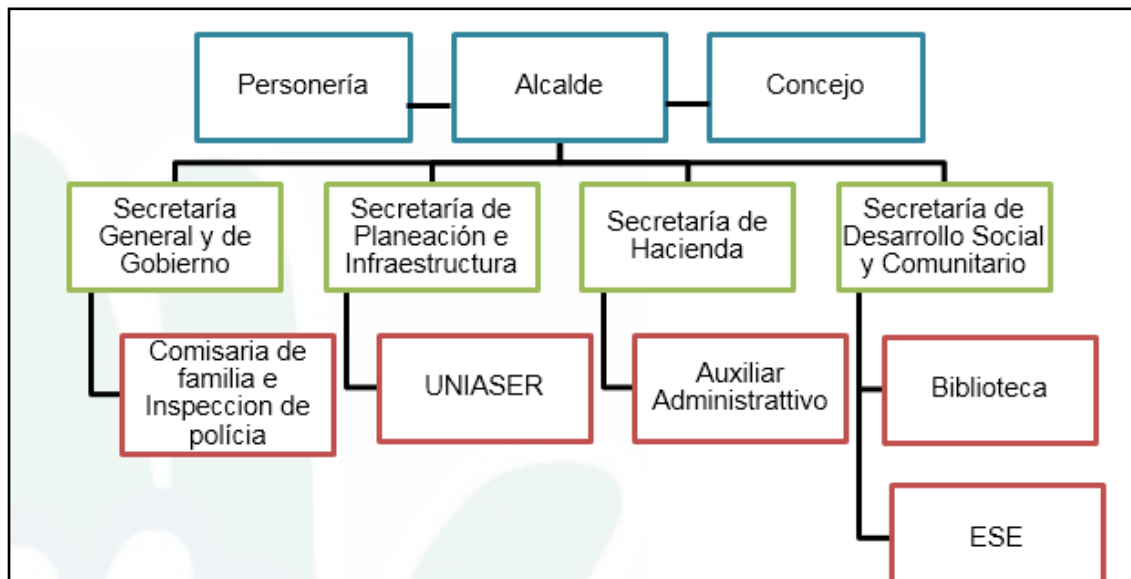 Personería
Alcalde
Concejo
Secretaría
General y de
Gobierno
Secretaría de
Planeación e
Infraestructura
Secretaría de
Hacienda
Secretaría de
Desarrollo Social
y Comunitario
Comisaria de
familia e
Inspeccion de
polícia
UNIASER
Auxiliar
Administrattivo
Biblioteca
ESE